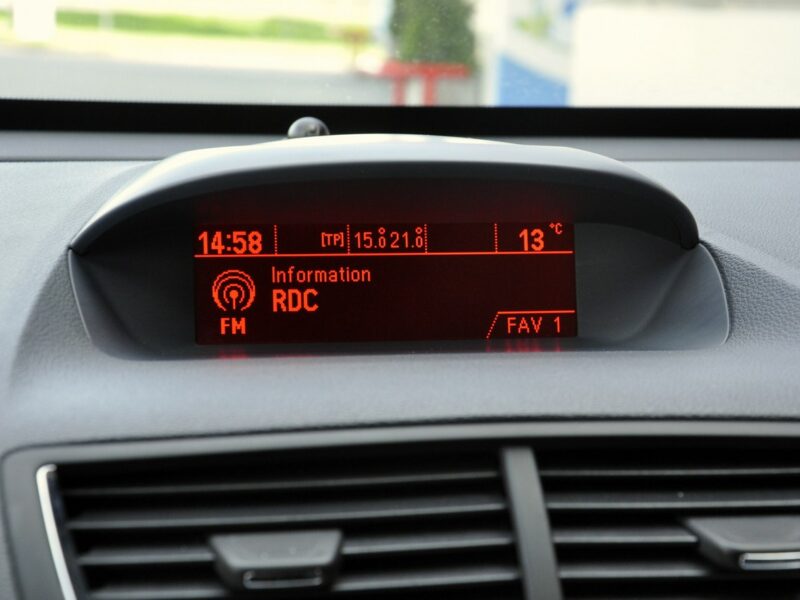 14:58 [TP] 15.0° 21.0° 13 °C
Information
RDC
FM
FAV 1